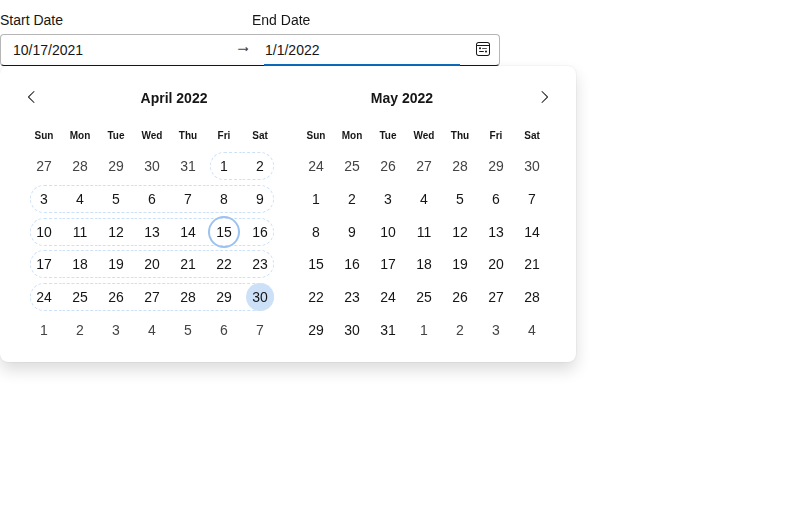 Start Date End Date
10/17/2021 → 1/1/2022
April 2022 May 2022
Sun Mon Tue Wed Thu Fri Sat Sun Mon Tue Wed Thu Fri Sat
27 28 29 30 31 1 2 24 25 26 27 28 29 30
3 4 5 6 7 8 9 1 2 3 4 5 6 7
10 11 12 13 14 15 16 8 9 10 11 12 13 14
17 18 19 20 21 22 23 15 16 17 18 19 20 21
24 25 26 27 28 29 30 22 23 24 25 26 27 28
1 2 3 4 5 6 7 29 30 31 1 2 3 4